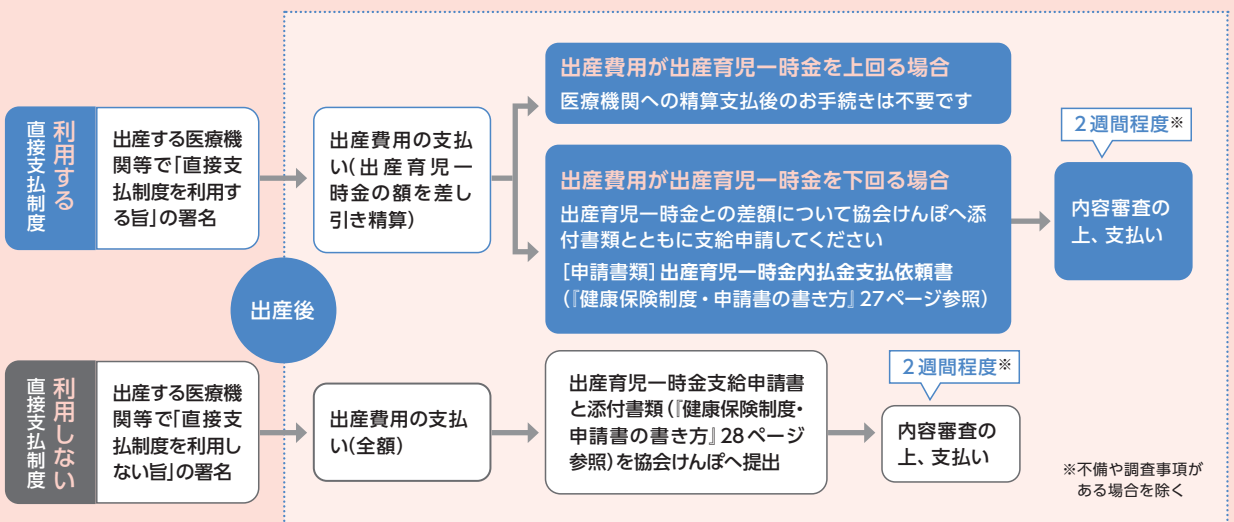 直接支払制度
利用する
出産する医療機
関等で「直接支
払制度を利用す
る旨」の署名
出産費用の支払
い(出産育児一
時金の額を差し
引き精算)
出産費用が出産育児一時金を上回る場合
医療機関への精算支払後のお手続きは不要です
出産費用が出産育児一時金を下回る場合
出産育児一時金との差額について協会けんぽへ添
付書類とともに支給申請してください
[申請書類]出産育児一時金内払金支払依頼書
(『健康保険制度・申請書の書き方』27ページ参照)
2週間程度※
内容審査の
上、支払い
出産後
直接支払制度
利用しない
出産する医療機
関等で「直接支
払制度を利用し
ない旨」の署名
出産費用の支払
い(全額)
出産育児一時金支給申請書
と添付書類(『健康保険制度・
申請書の書き方』28ページ
参照)を協会けんぽへ提出
2週間程度※
内容審査の
上、支払い
※不備や調査事項が
ある場合を除く